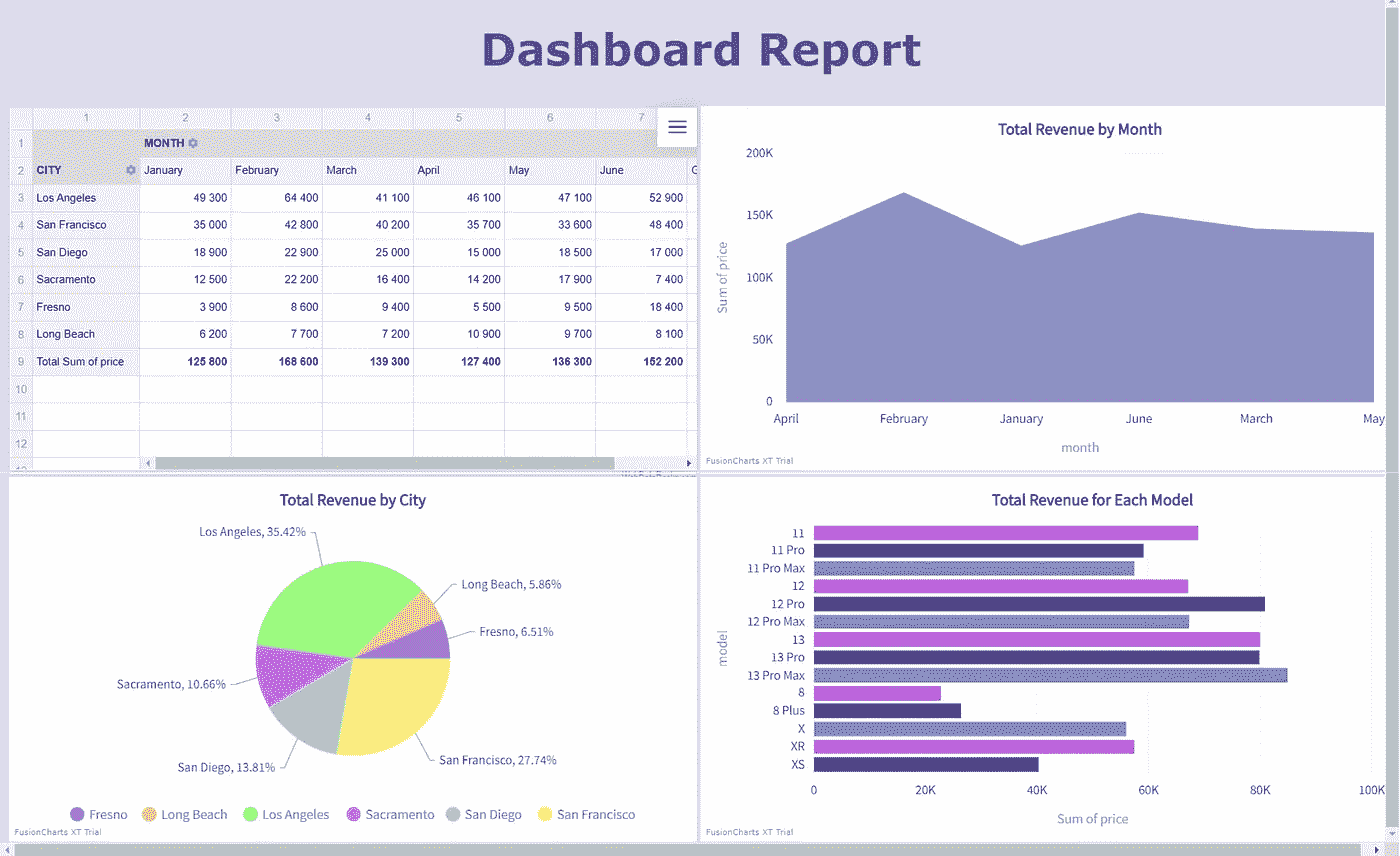 Dashboard Report
1 2 3 4 5 6 7
1 MONTH
2 CITY January February March April May June G
3 Los Angeles 49 300 64 400 41 100 46 100 47 100 52 900
4 San Francisco 35 000 42 800 40 200 35 700 33 600 48 400
5 San Diego 18 900 22 900 25 000 15 000 18 500 17 000
6 Sacramento 12 500 22 200 16 400 14 200 17 900 7 400
7 Fresno 3 900 8 600 9 400 5 500 9 500 18 400
8 Long Beach 6 200 7 700 7 200 10 900 9 700 8 100
9 Total Sum of price 125 800 168 600 139 300 127 400 136 300 152 200
10
11
12
Total Revenue by Month
200K
150K
100K
50K
0
Sum of price
April February January June March May
month
FusionCharts XT Trial
Total Revenue by City
Los Angeles, 35.42%
Long Beach, 5.86%
Fresno, 6.51%
Sacramento, 10.66%
San Diego, 13.81%
San Francisco, 27.74%
Fresno Long Beach Los Angeles Sacramento San Diego San Francisco
FusionCharts XT Trial
Total Revenue for Each Model
model
11
11 Pro
11 Pro Max
12
12 Pro
12 Pro Max
13
13 Pro
13 Pro Max
8
8 Plus
X
XR
XS
0 20K 40K 60K 80K 100K
Sum of price
FusionCharts XT Trial